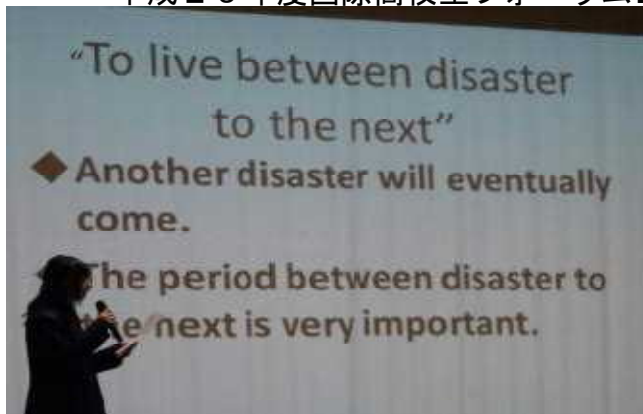 “To live between disaster
to the next”
Another disaster will eventually
come.
The period between disaster to
the next is very important.